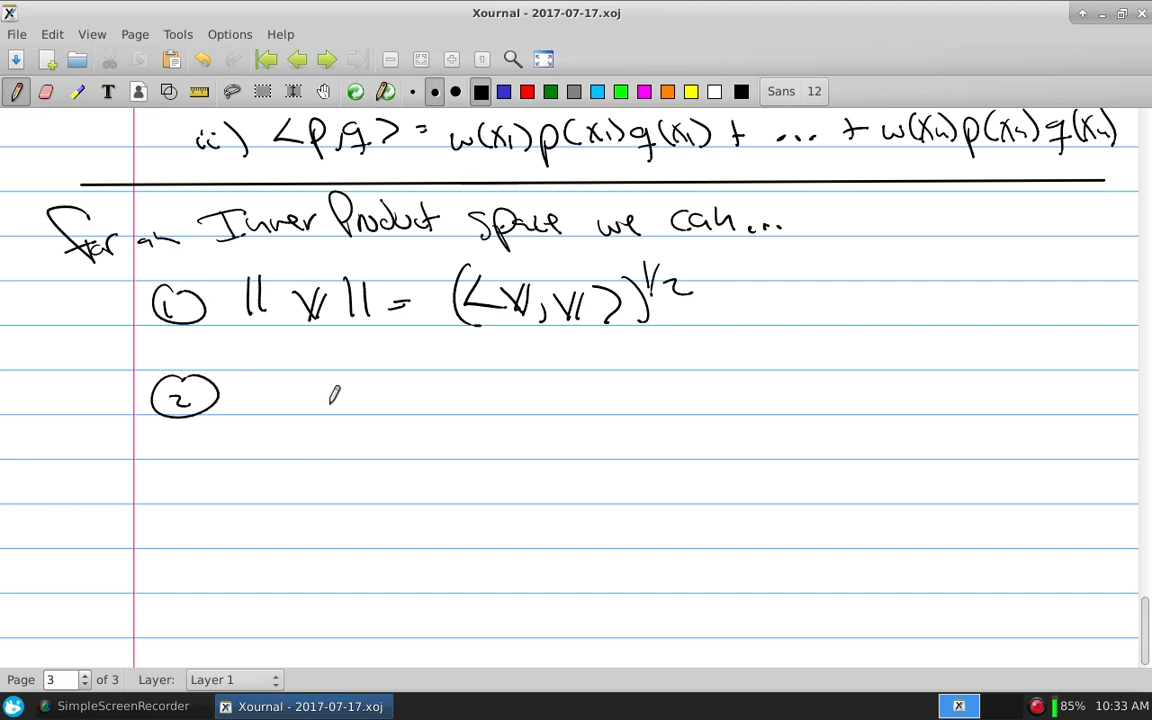 Xournal - 2017-07-17.xoj
File Edit View Page Tools Options Help
T Sans 12
ii) <p,q> = w(x₁)p(x₁)q(x₁) + ... + w(xₙ)p(xₙ)q(xₙ)
For an Inner Product space we can...
① ||v|| = (<v,v>)^1/2
②
Page 3 of 3 Layer: Layer 1
SimpleScreenRecorder Xournal - 2017-07-17.xoj 85% 10:33 AM